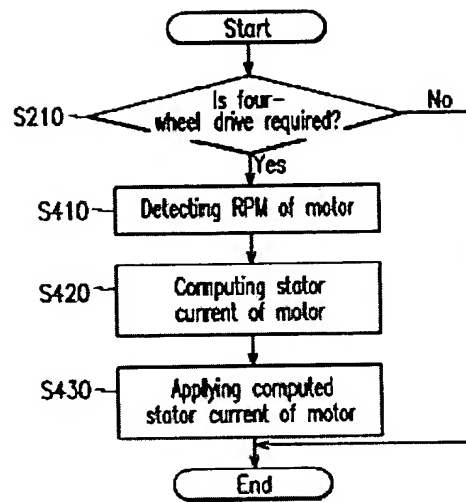 Start
S210
Is four-
wheel drive required?
No
Yes
S410
Detecting RPM of motor
S420
Computing stator
current of motor
S430
Applying computed
stator current of motor
End